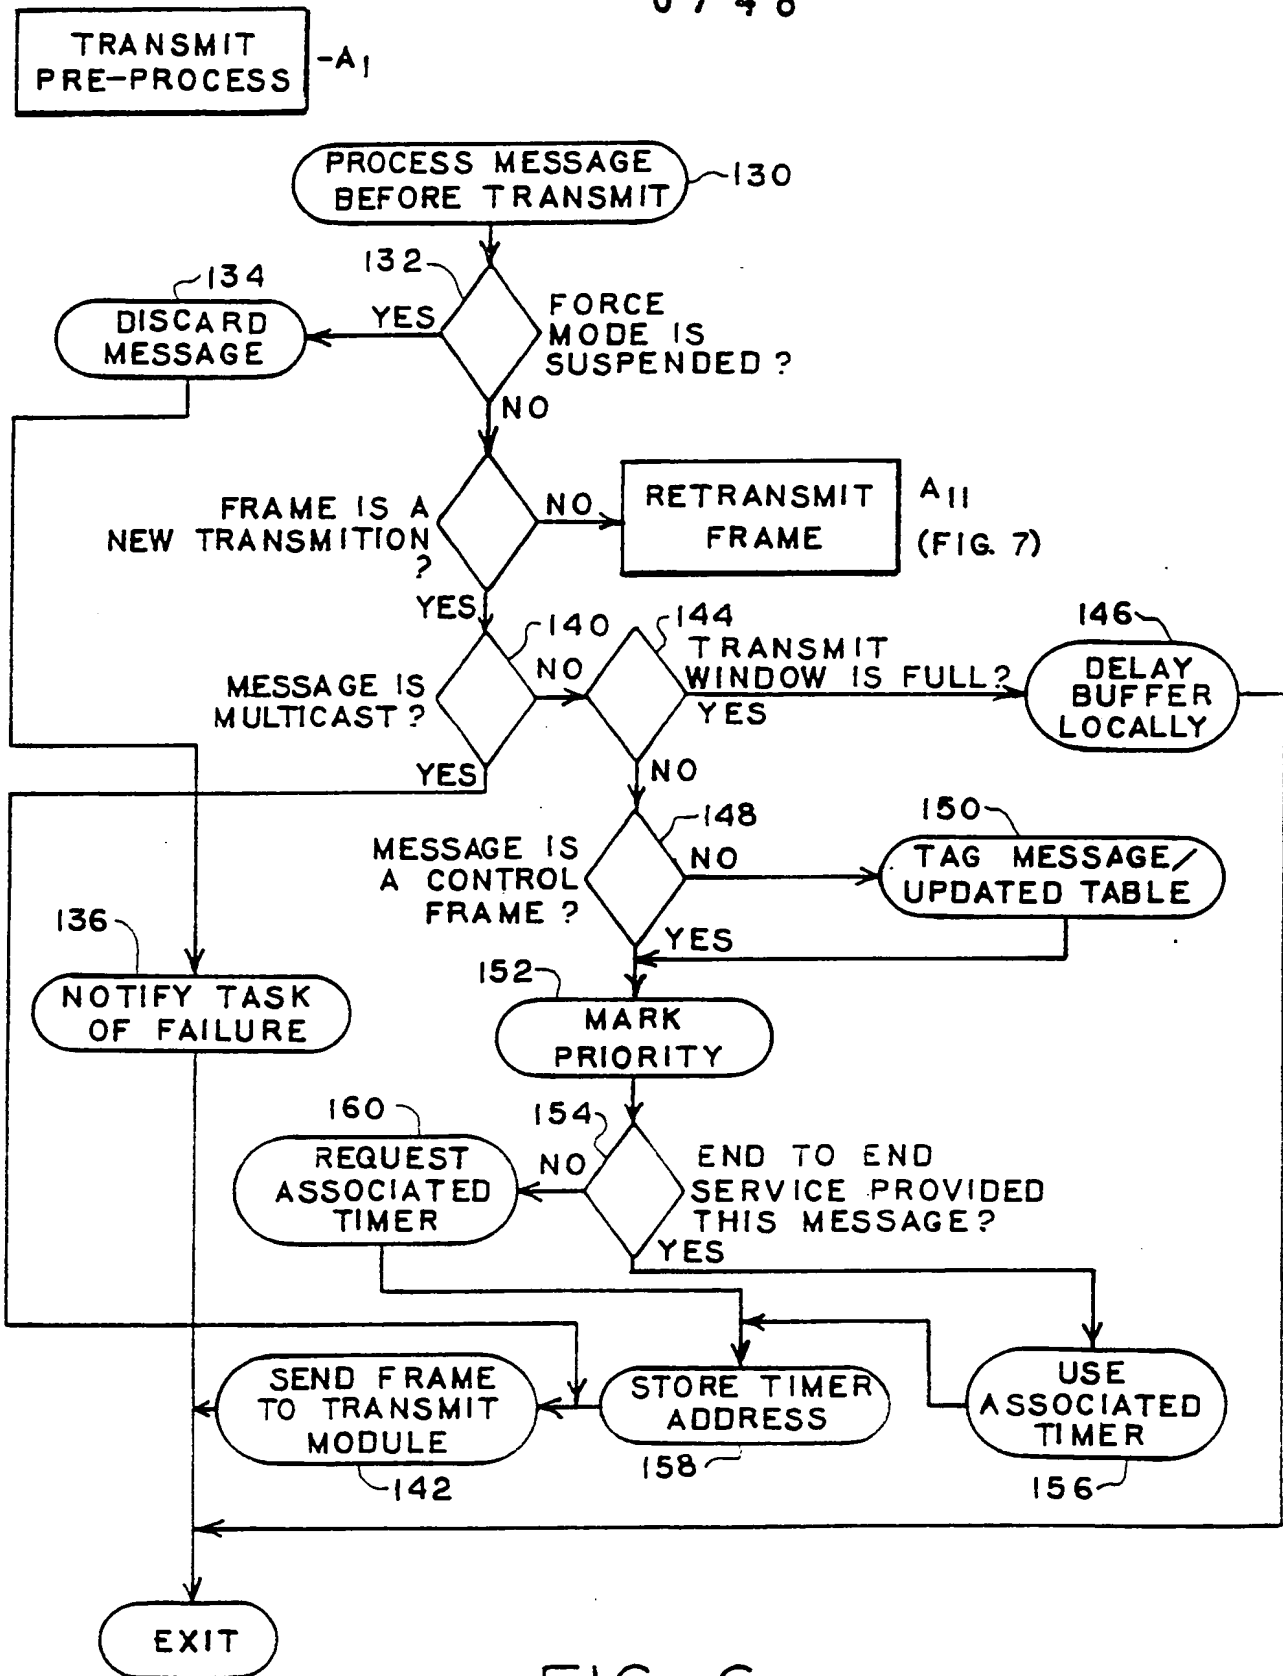 TRANSMIT
PRE-PROCESS
-A1
PROCESS MESSAGE
BEFORE TRANSMIT
130
132
134
DISCARD
MESSAGE
YES
FORCE
MODE IS
SUSPENDED?
NO
FRAME IS A
NEW TRANSMITION
?
NO
RETRANSMIT
FRAME
A11
(FIG. 7)
YES
140
144
146
MESSAGE IS
MULTICAST?
NO
TRANSMIT
WINDOW IS FULL?
YES
DELAY
BUFFER
LOCALLY
YES
NO
148
150
MESSAGE IS
A CONTROL
FRAME?
NO
TAG MESSAGE/
UPDATED TABLE
YES
136
NOTIFY TASK
OF FAILURE
152
MARK
PRIORITY
160
154
REQUEST
ASSOCIATED
TIMER
NO
END TO END
SERVICE PROVIDED
THIS MESSAGE?
YES
SEND FRAME
TO TRANSMIT
MODULE
142
STORE TIMER
ADDRESS
158
USE
ASSOCIATED
TIMER
156
EXIT